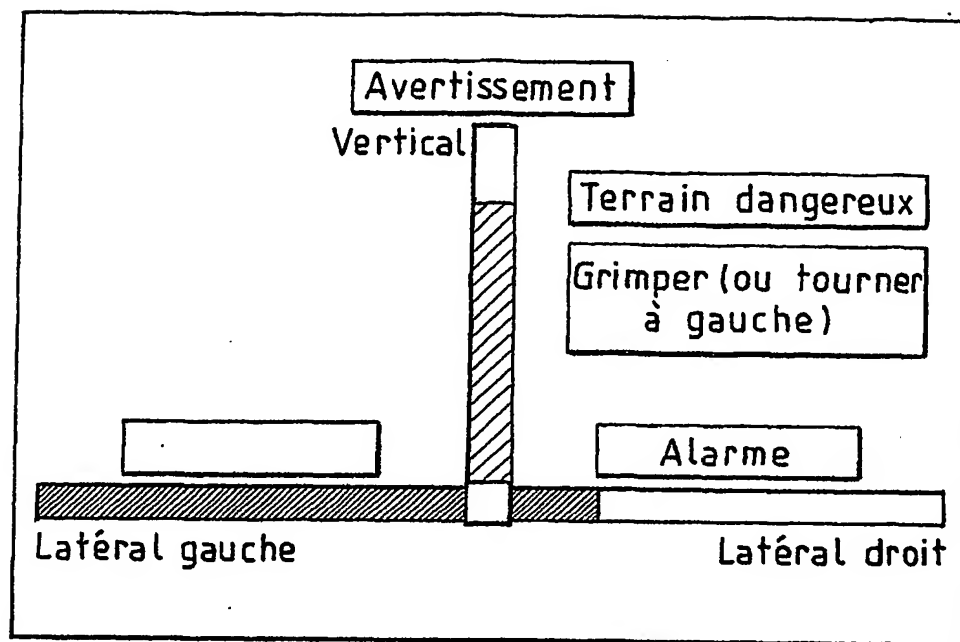 Avertissement
Vertical
Terrain dangereux
Grimper (ou tourner
à gauche)
Alarme
Latéral gauche
Latéral droit